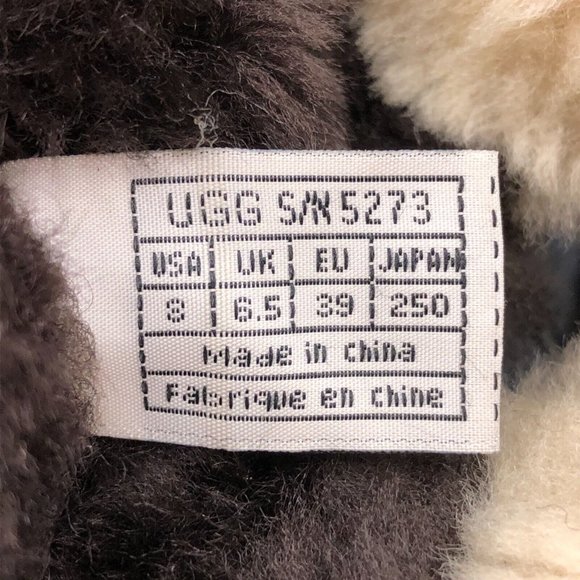 UGG S/N 5273
USA UK EU JAPAN
8 6.5 39 250
Made in China
Fabrique en chine